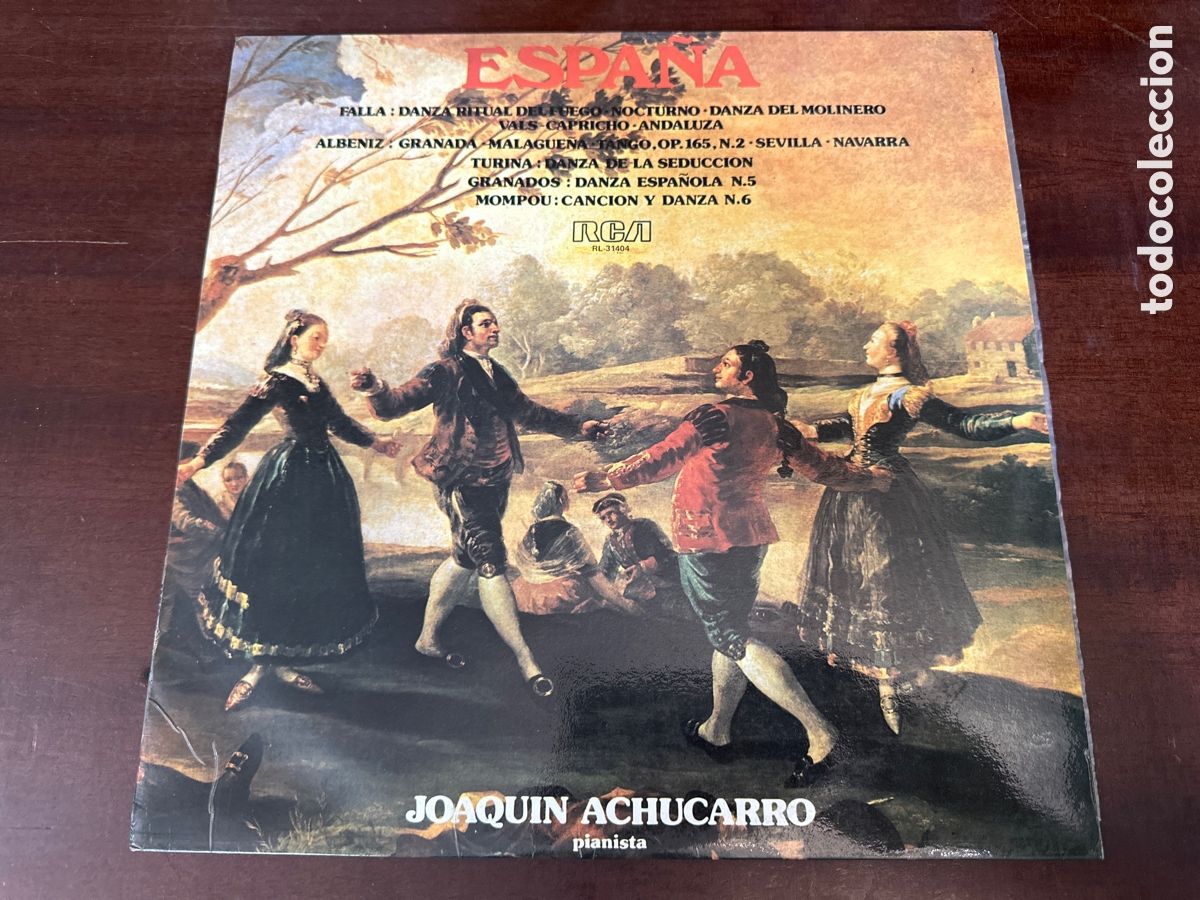 ESPAÑA
FALLA : DANZA RITUAL DEL FUEGO · NOCTURNO · DANZA DEL MOLINERO
VALS-CAPRICHO · ANDALUZA
ALBENIZ : GRANADA · MALAGUEÑA · TANGO, OP. 165, N.2 · SEVILLA · NAVARRA
TURINA : DANZA DE LA SEDUCCION
GRANADOS : DANZA ESPAÑOLA N.5
MOMPOU : CANCION Y DANZA N.6
RCA
RL-31404
JOAQUIN ACHUCARRO
pianista
todocoleccion